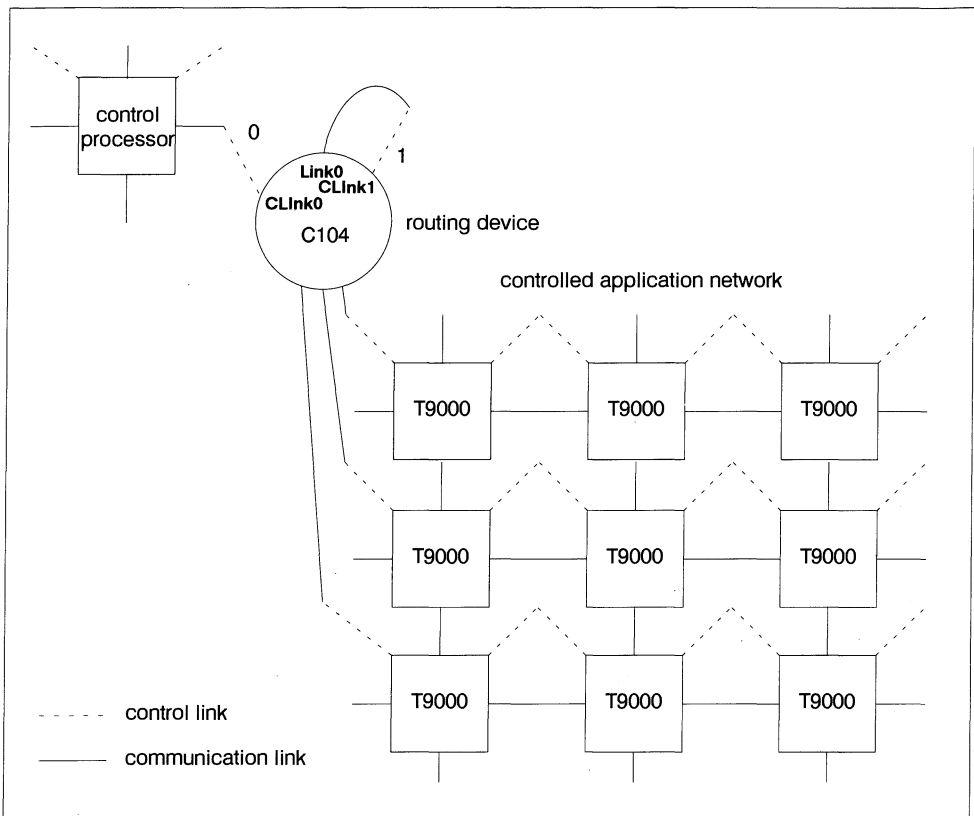 control
processor
0
1
Link0
CLInk1
CLInk0
C104
routing device
controlled application network
T9000
T9000
T9000
T9000
T9000
T9000
T9000
T9000
T9000
control link
communication link